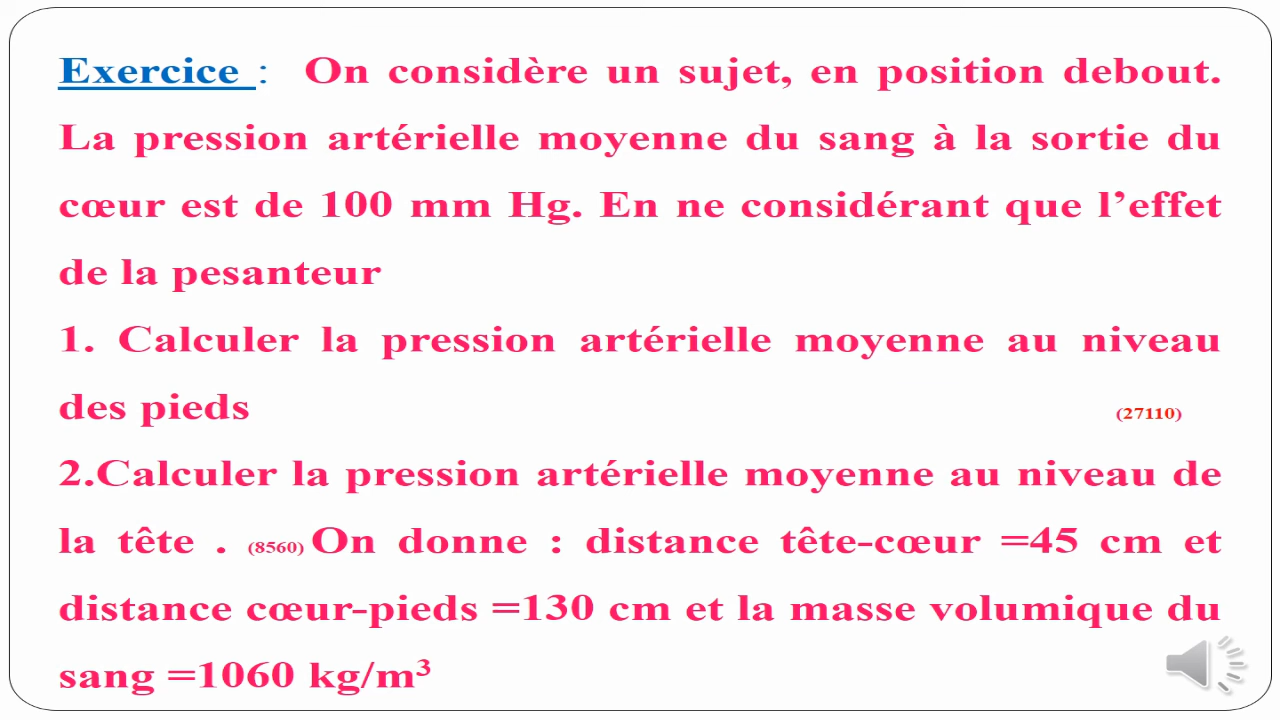 Exercice : On considère un sujet, en position debout.
La pression artérielle moyenne du sang à la sortie du
cœur est de 100 mm Hg. En ne considérant que l’effet
de la pesanteur
1. Calculer la pression artérielle moyenne au niveau
des pieds (27110)
2.Calculer la pression artérielle moyenne au niveau de
la tête . (8560) On donne : distance tête-cœur =45 cm et
distance cœur-pieds =130 cm et la masse volumique du
sang =1060 kg/m³